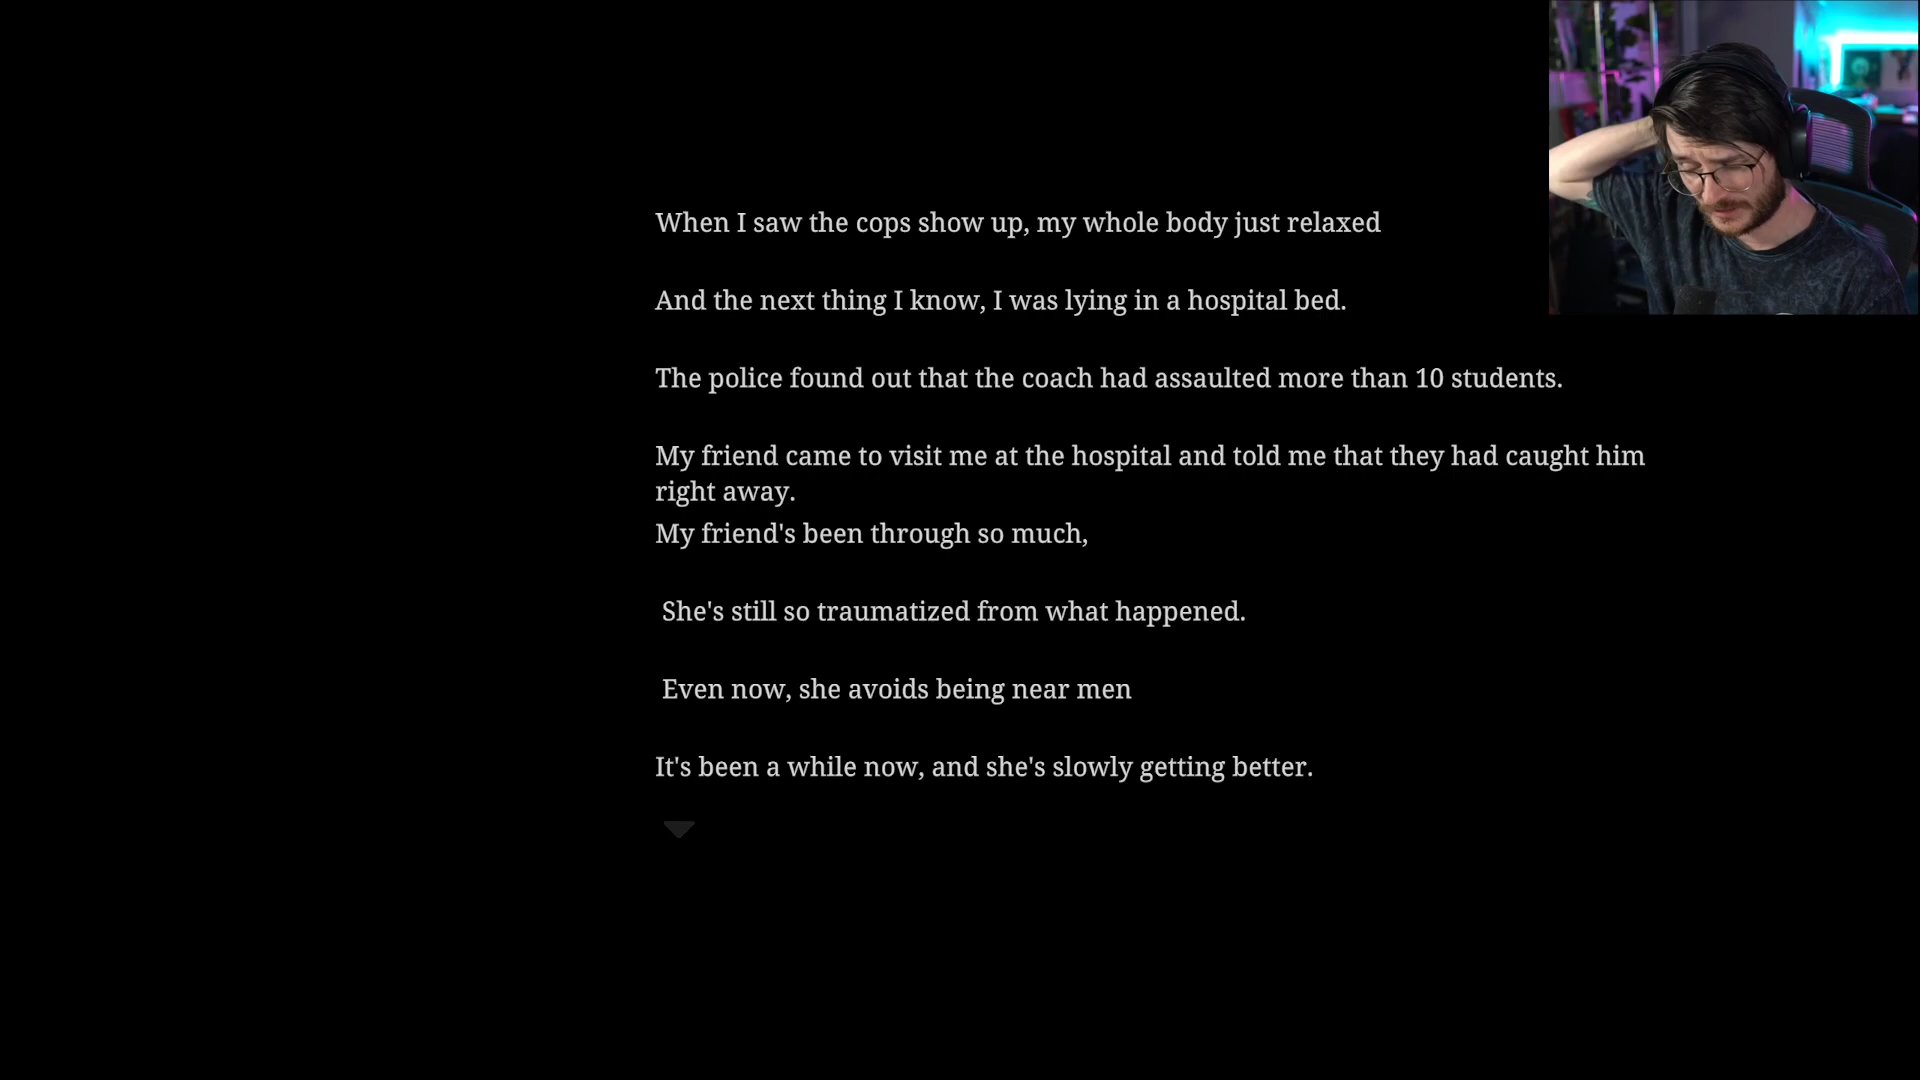 When I saw the cops show up, my whole body just relaxed
And the next thing I know, I was lying in a hospital bed.
The police found out that the coach had assaulted more than 10 students.
My friend came to visit me at the hospital and told me that they had caught him
right away.
My friend's been through so much,
She's still so traumatized from what happened.
Even now, she avoids being near men
It's been a while now, and she's slowly getting better.